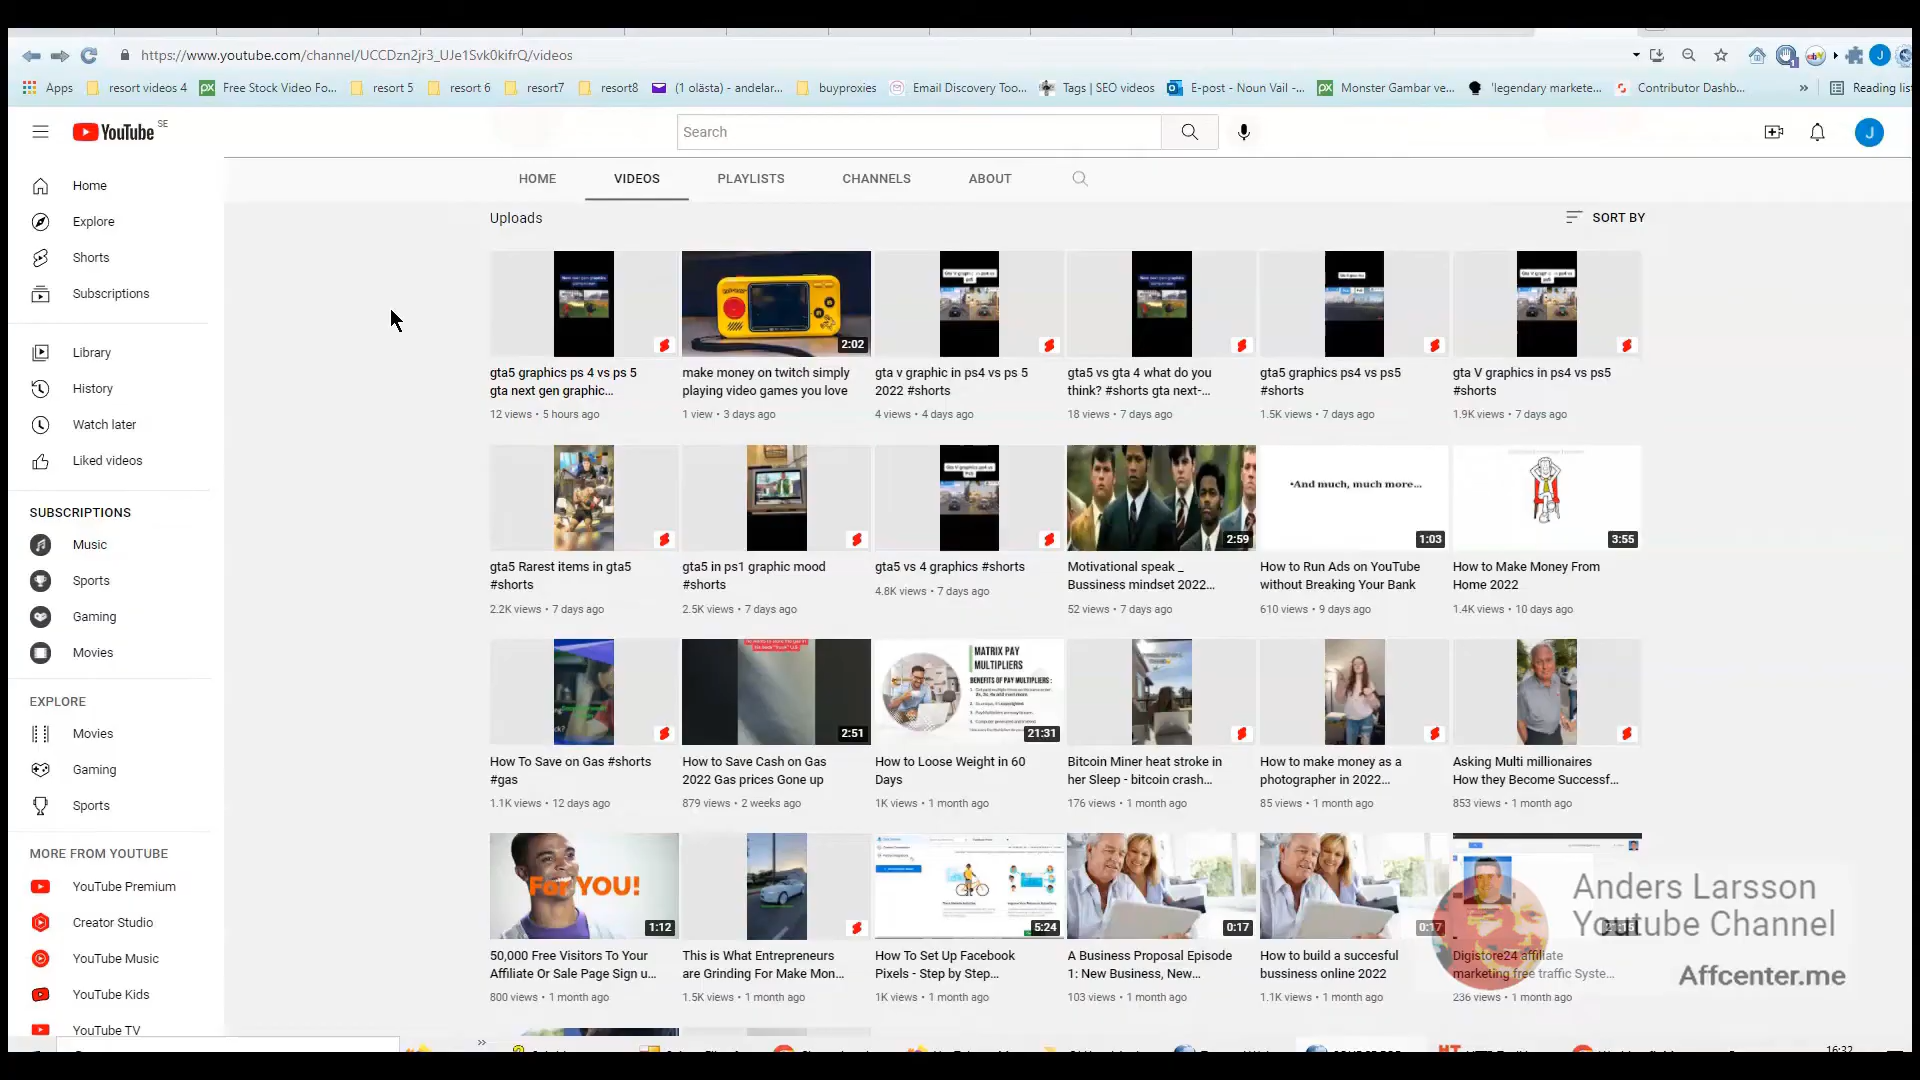 https://www.youtube.com/channel/UCCDzn2jr3_UJe1Svk0kifrQ/videos
Apps
resort videos 4
Free Stock Video Fo...
resort 5
resort 6
resort7
resort8
(1 olästa) - andelar...
buyproxies
Email Discovery Too...
Tags | SEO videos
E-post - Noun Vail -...
Monster Gambar ve...
'legendary markete...
Contributor Dashb...
»
Reading list
YouTube SE
Search
J
HOME
VIDEOS
PLAYLISTS
CHANNELS
ABOUT
Home
Explore
Shorts
Subscriptions
Library
History
Watch later
Liked videos
SUBSCRIPTIONS
Music
Sports
Gaming
Movies
EXPLORE
Movies
Gaming
Sports
MORE FROM YOUTUBE
YouTube Premium
Creator Studio
YouTube Music
YouTube Kids
YouTube TV
Uploads
SORT BY
2:02
gta5 graphics ps 4 vs ps 5
gta next gen graphic...
12 views • 5 hours ago
make money on twitch simply
playing video games you love
1 view • 3 days ago
gta v graphic in ps4 vs ps 5
2022 #shorts
4 views • 4 days ago
gta5 vs gta 4 what do you
think? #shorts gta next-...
18 views • 7 days ago
gta5 graphics ps4 vs ps5
#shorts
1.5K views • 7 days ago
gta V graphics in ps4 vs ps5
#shorts
1.9K views • 7 days ago
2:59
•And much, much more...
1:03
3:55
gta5 Rarest items in gta5
#shorts
2.2K views • 7 days ago
gta5 in ps1 graphic mood
#shorts
2.5K views • 7 days ago
gta5 vs 4 graphics #shorts
4.8K views • 7 days ago
Motivational speak _
Bussiness mindset 2022...
52 views • 7 days ago
How to Run Ads on YouTube
without Breaking Your Bank
610 views • 9 days ago
How to Make Money From
Home 2022
1.4K views • 10 days ago
2:51
MATRIX PAY
MULTIPLIERS
BENEFITS OF PAY MULTIPLIERS :
21:31
How To Save on Gas #shorts
#gas
1.1K views • 12 days ago
How to Save Cash on Gas
2022 Gas prices Gone up
879 views • 2 weeks ago
How to Loose Weight in 60
Days
1K views • 1 month ago
Bitcoin Miner heat stroke in
her Sleep - bitcoin crash...
176 views • 1 month ago
How to make money as a
photographer in 2022...
85 views • 1 month ago
Asking Multi millionaires
How they Become Successf...
853 views • 1 month ago
For YOU!
1:12
5:24
0:17
0:17
50,000 Free Visitors To Your
Affiliate Or Sale Page Sign u...
800 views • 1 month ago
This is What Entrepreneurs
are Grinding For Make Mon...
1.5K views • 1 month ago
How To Set Up Facebook
Pixels - Step by Step...
1K views • 1 month ago
A Business Proposal Episode
1: New Business, New...
103 views • 1 month ago
How to build a succesful
bussiness online 2022
1.1K views • 1 month ago
Digistore24 affiliate
marketing free traffic Syste...
236 views • 1 month ago
Anders Larsson
Youtube Channel
Affcenter.me
16:32